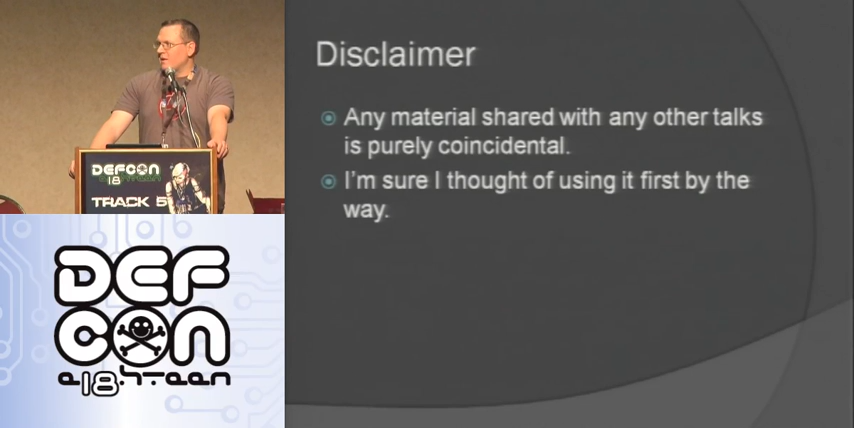 DEFCON
18
TRACK 5
DEF
CON
Disclaimer
Any material shared with any other talks
is purely coincidental.
I'm sure I thought of using it first by the
way.